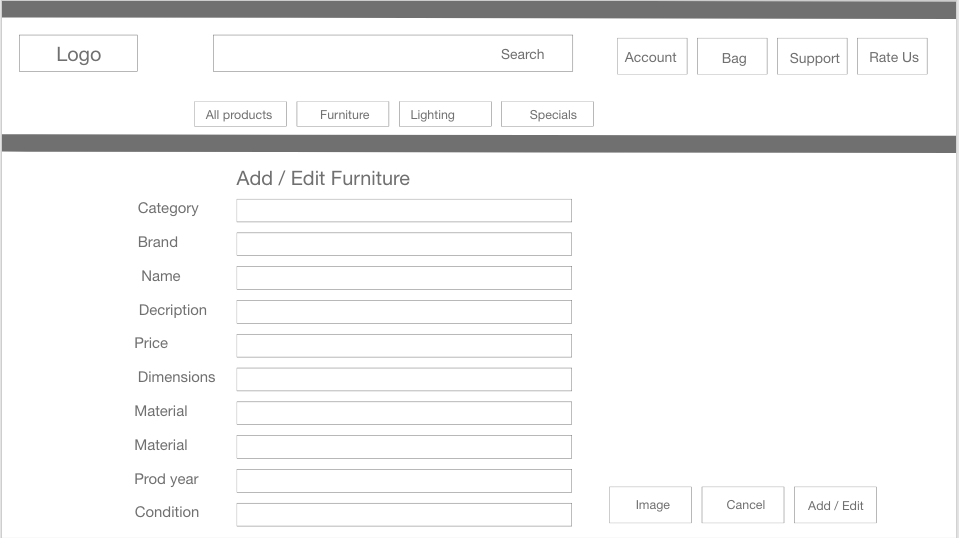 Logo
Search
Account
Bag
Support
Rate Us
All products
Furniture
Lighting
Specials
Add / Edit Furniture
Category
Brand
Name
Decription
Price
Dimensions
Material
Material
Prod year
Condition
Image
Cancel
Add / Edit